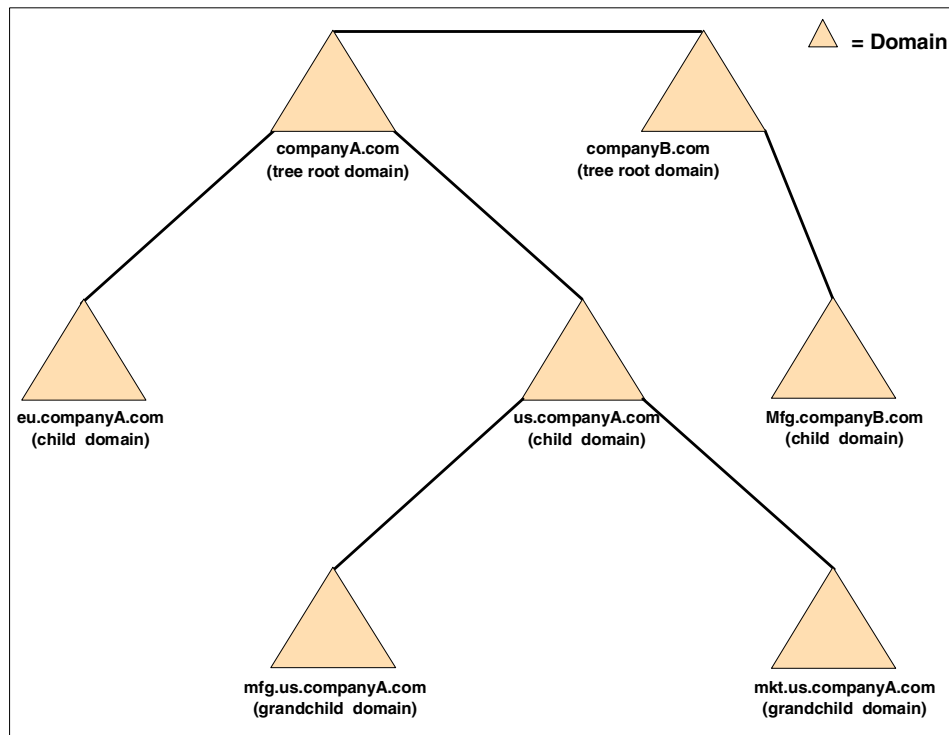 = Domain
companyA.com
(tree root domain)
companyB.com
(tree root domain)
eu.companyA.com
(child domain)
us.companyA.com
(child domain)
Mfg.companyB.com
(child domain)
mfg.us.companyA.com
(grandchild domain)
mkt.us.companyA.com
(grandchild domain)